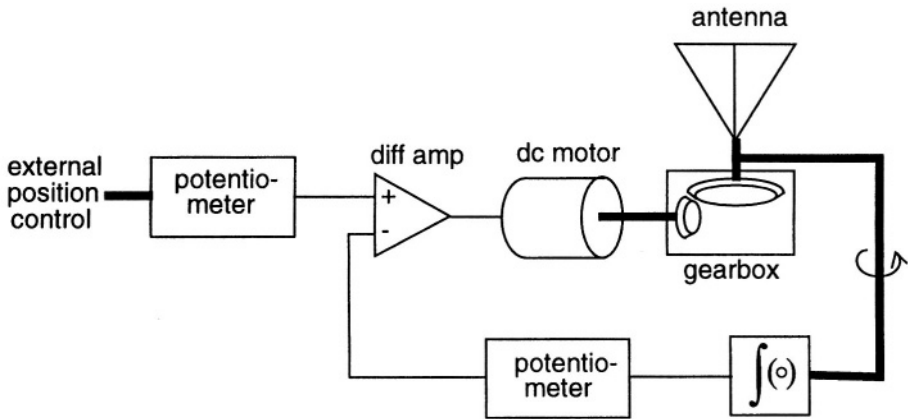 antenna
diff amp
dc motor
external
position
control
potentio-
meter
+
-
gearbox
potentio-
meter
∫(○)